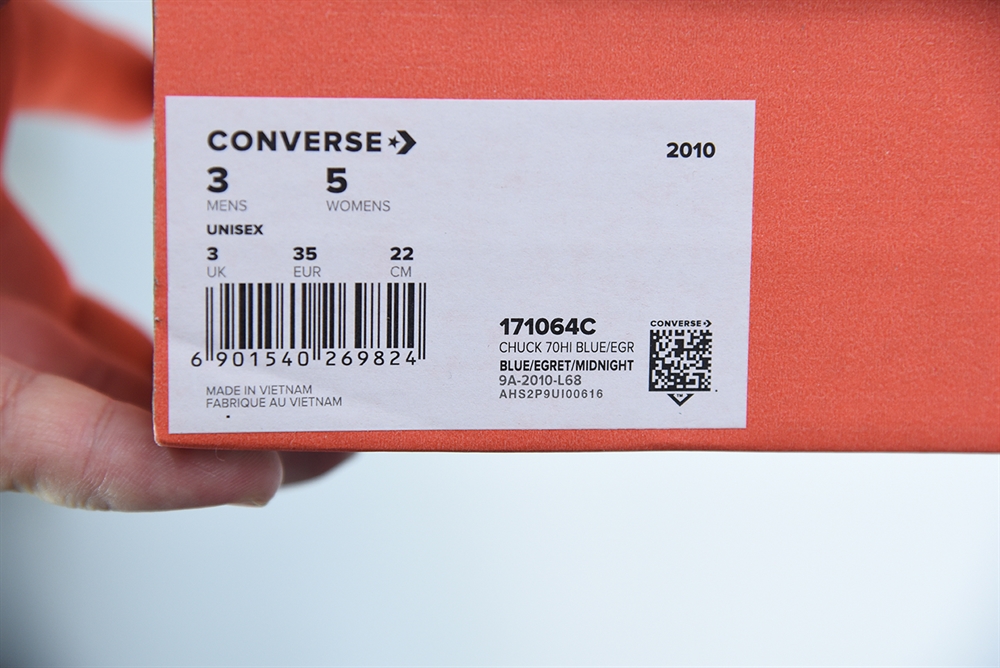 CONVERSE
2010
3 5
MENS WOMENS
UNISEX
3 35 22
UK EUR CM
6 901540 269824
MADE IN VIETNAM
FABRIQUE AU VIETNAM
171064C
CHUCK 70HI BLUE/EGR
BLUE/EGRET/MIDNIGHT
9A-2010-L68
AHS2P9UI00616
CONVERSE
TM